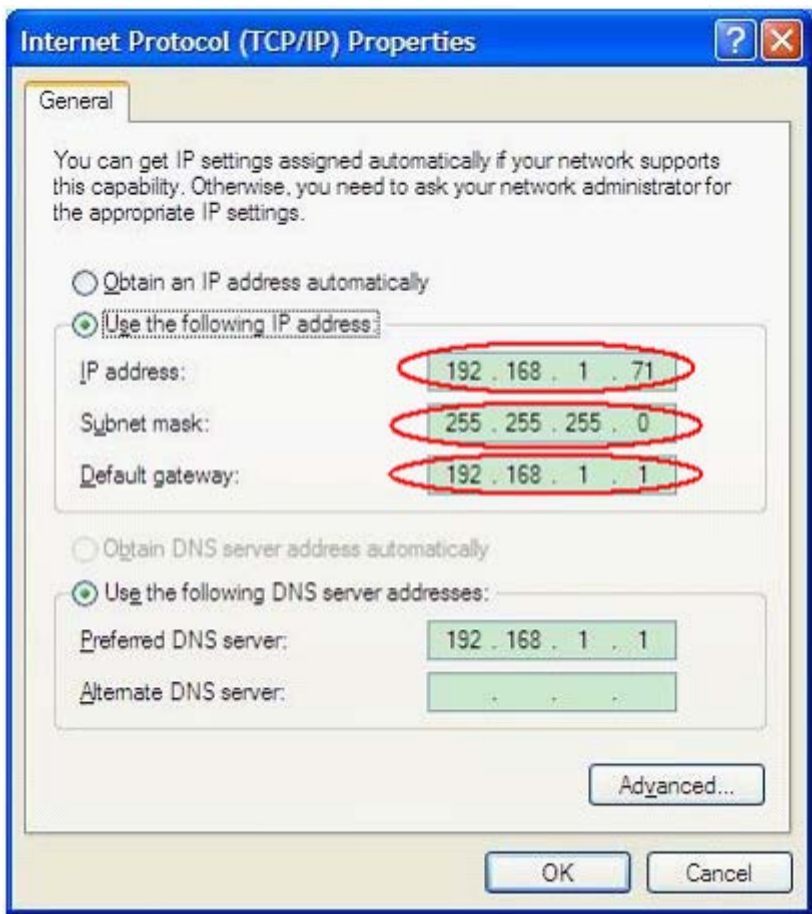 Internet Protocol (TCP/IP) Properties
General
You can get IP settings assigned automatically if your network supports
this capability. Otherwise, you need to ask your network administrator for
the appropriate IP settings.
Obtain an IP address automatically
Use the following IP address:
IP address: 192 . 168 . 1 . 71
Subnet mask: 255 . 255 . 255 . 0
Default gateway: 192 . 168 . 1 . 1
Obtain DNS server address automatically
Use the following DNS server addresses:
Preferred DNS server: 192 . 168 . 1 . 1
Alternate DNS server: . . .
Advanced...
OK Cancel